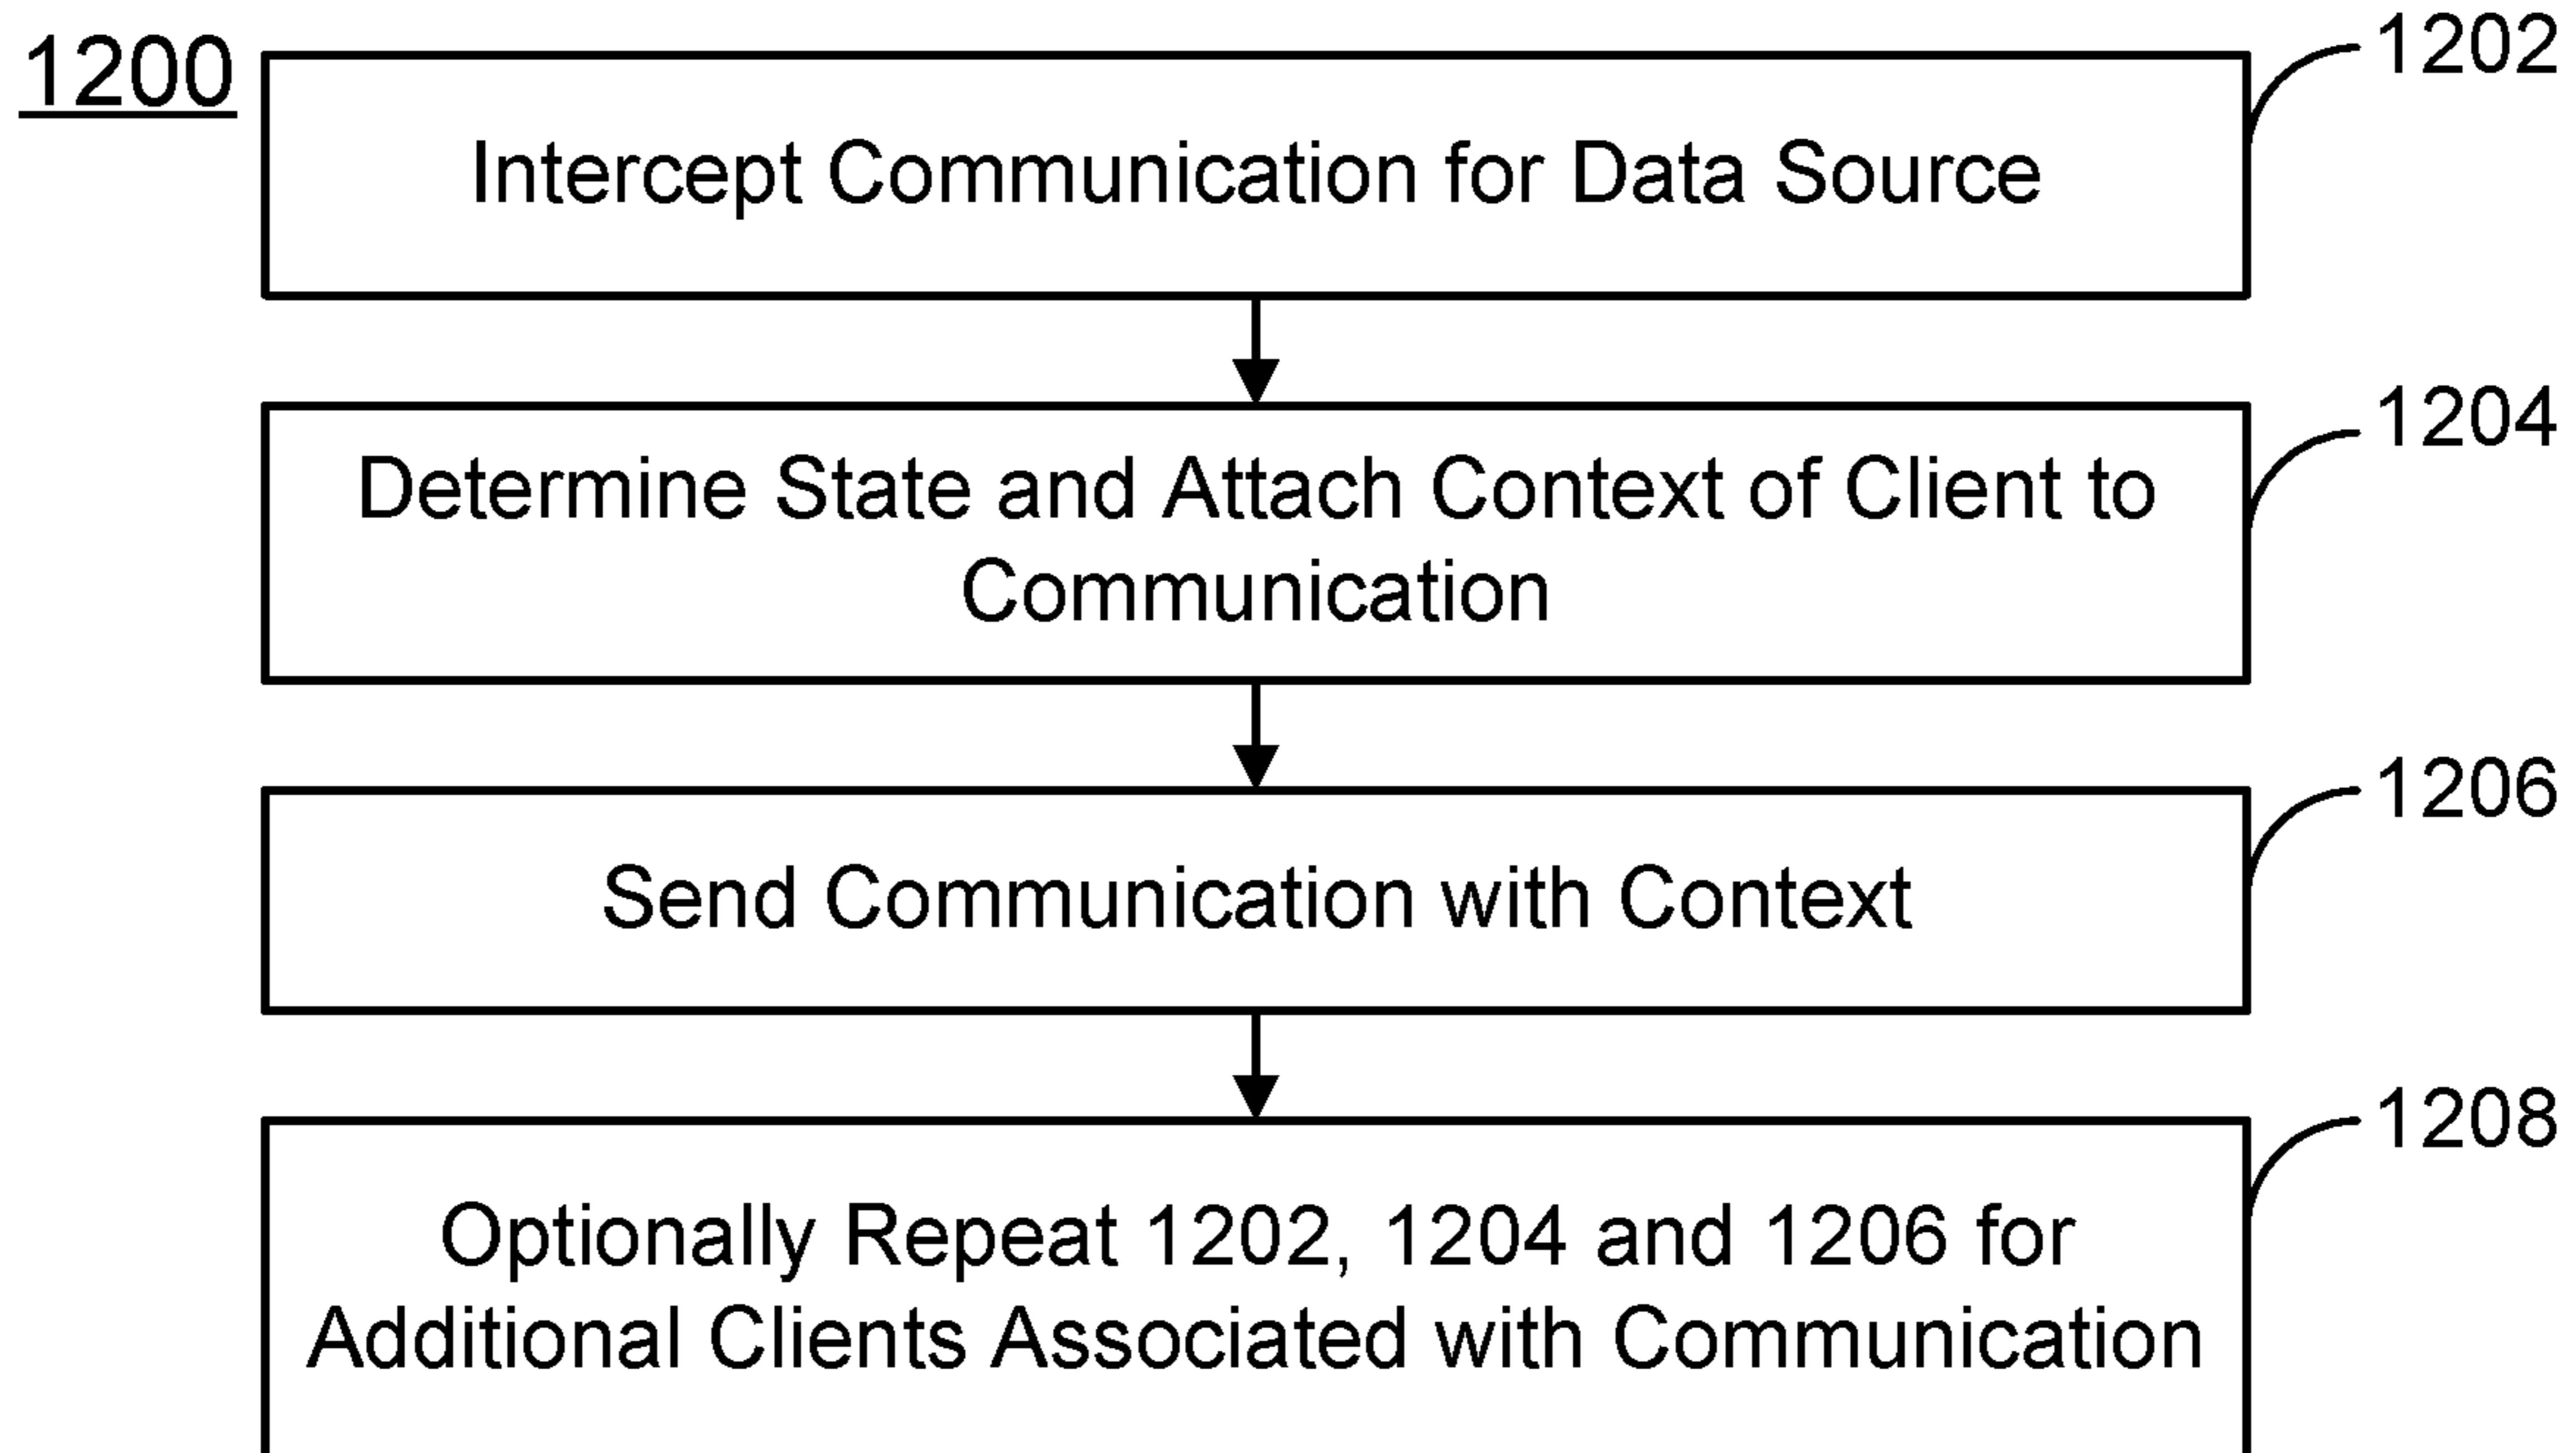 1200
1202
Intercept Communication for Data Source
1204
Determine State and Attach Context of Client to
Communication
1206
Send Communication with Context
1208
Optionally Repeat 1202, 1204 and 1206 for
Additional Clients Associated with Communication